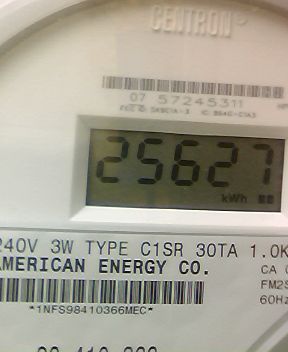 CENTRON®
07 57245311
25627
kWh
240V 3W TYPE C1SR 30TA 1.0K
AMERICAN ENERGY CO.
CA
FM2S
60Hz
*1NFS98410366MEC*